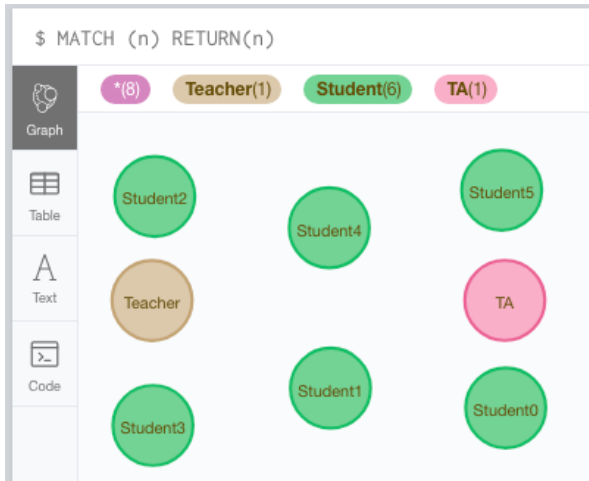 $ MATCH (n) RETURN(n)
*(8) Teacher(1) Student(6) TA(1)
Graph
Table
A
Text
>_
Code
Student2
Student5
Student4
Teacher
TA
Student1
Student0
Student3